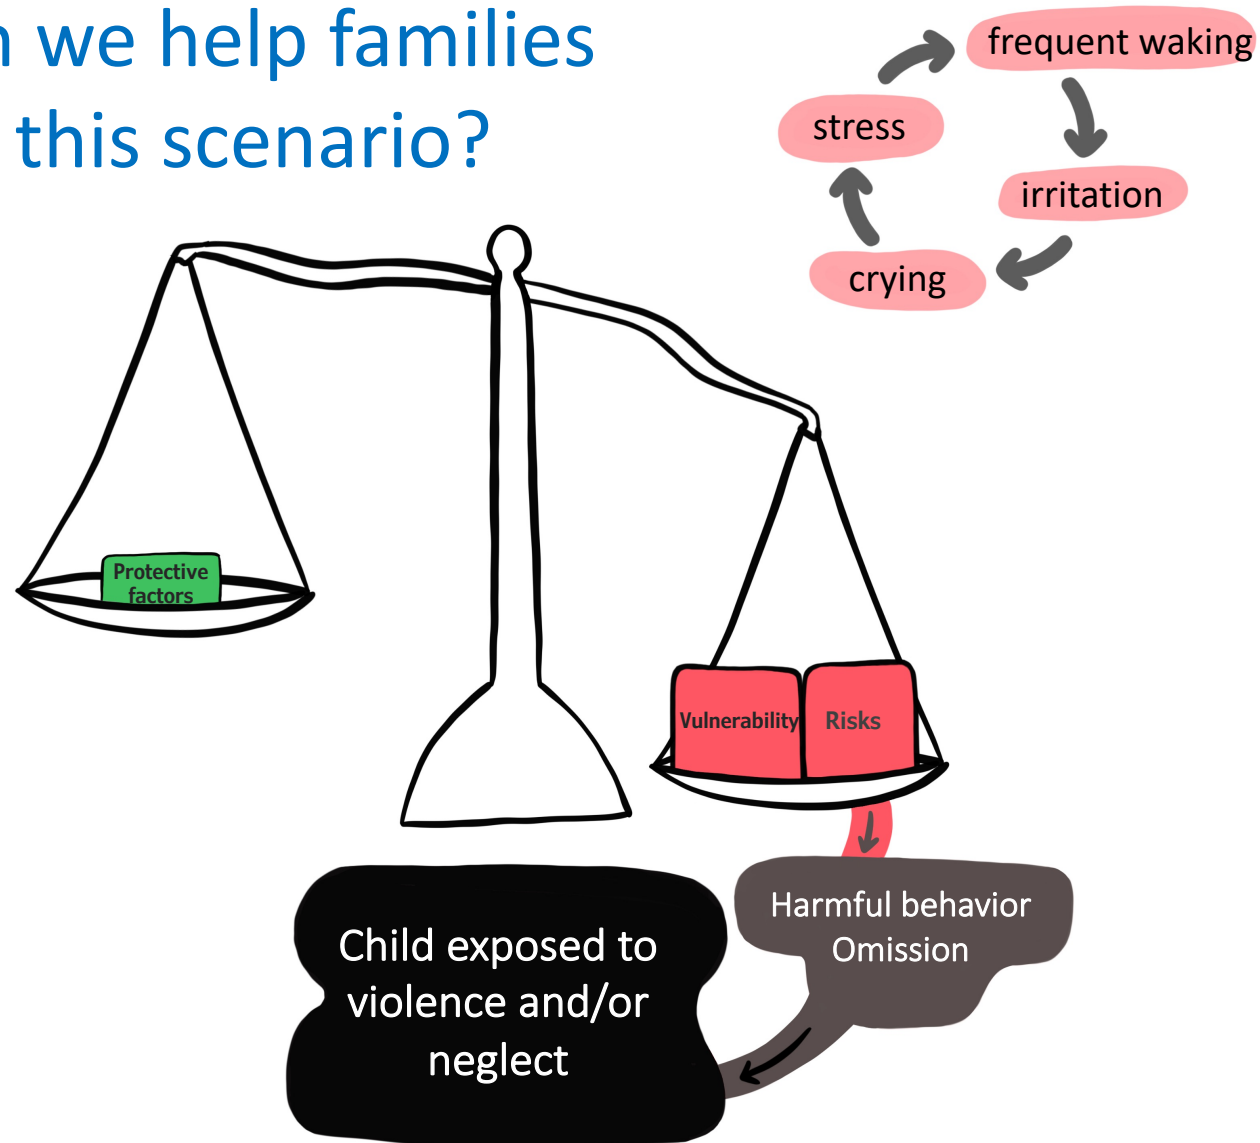 we help families
this scenario?
frequent waking
stress
irritation
crying
Protective
factors
Vulnerability
Risks
Harmful behavior
Omission
Child exposed to
violence and/or
neglect